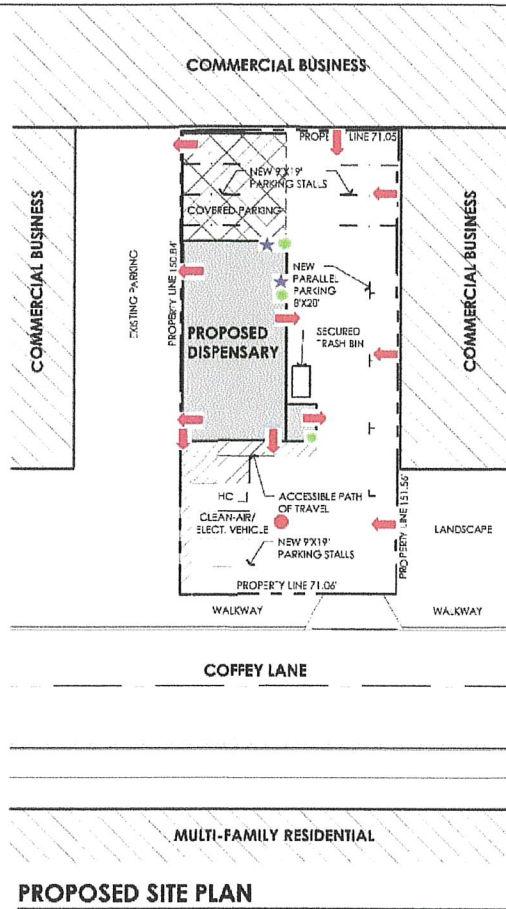 COMMERCIAL BUSINESS
PROPE
LINE 71.05
NEW 9'X19'
PARKING STALLS
COVERED PARKING
COMMERCIAL BUSINESS
EXISTING PARKING
PROPERTY LINE 150.84'
NEW
PARALLEL
PARKING
8'X20'
PROPOSED
DISPENSARY
SECURED
TRASH BIN
COMMERCIAL BUSINESS
HC
ACCESSIBLE PATH
OF TRAVEL
CLEAN-AIR/
ELECT. VEHICLE
NEW 9'X19'
PARKING STALLS
PROPERTY LINE 151.56'
LANDSCAPE
PROPERTY LINE 71.06'
WALKWAY
WALKWAY
COFFEY LANE
MULTI-FAMILY RESIDENTIAL
PROPOSED SITE PLAN